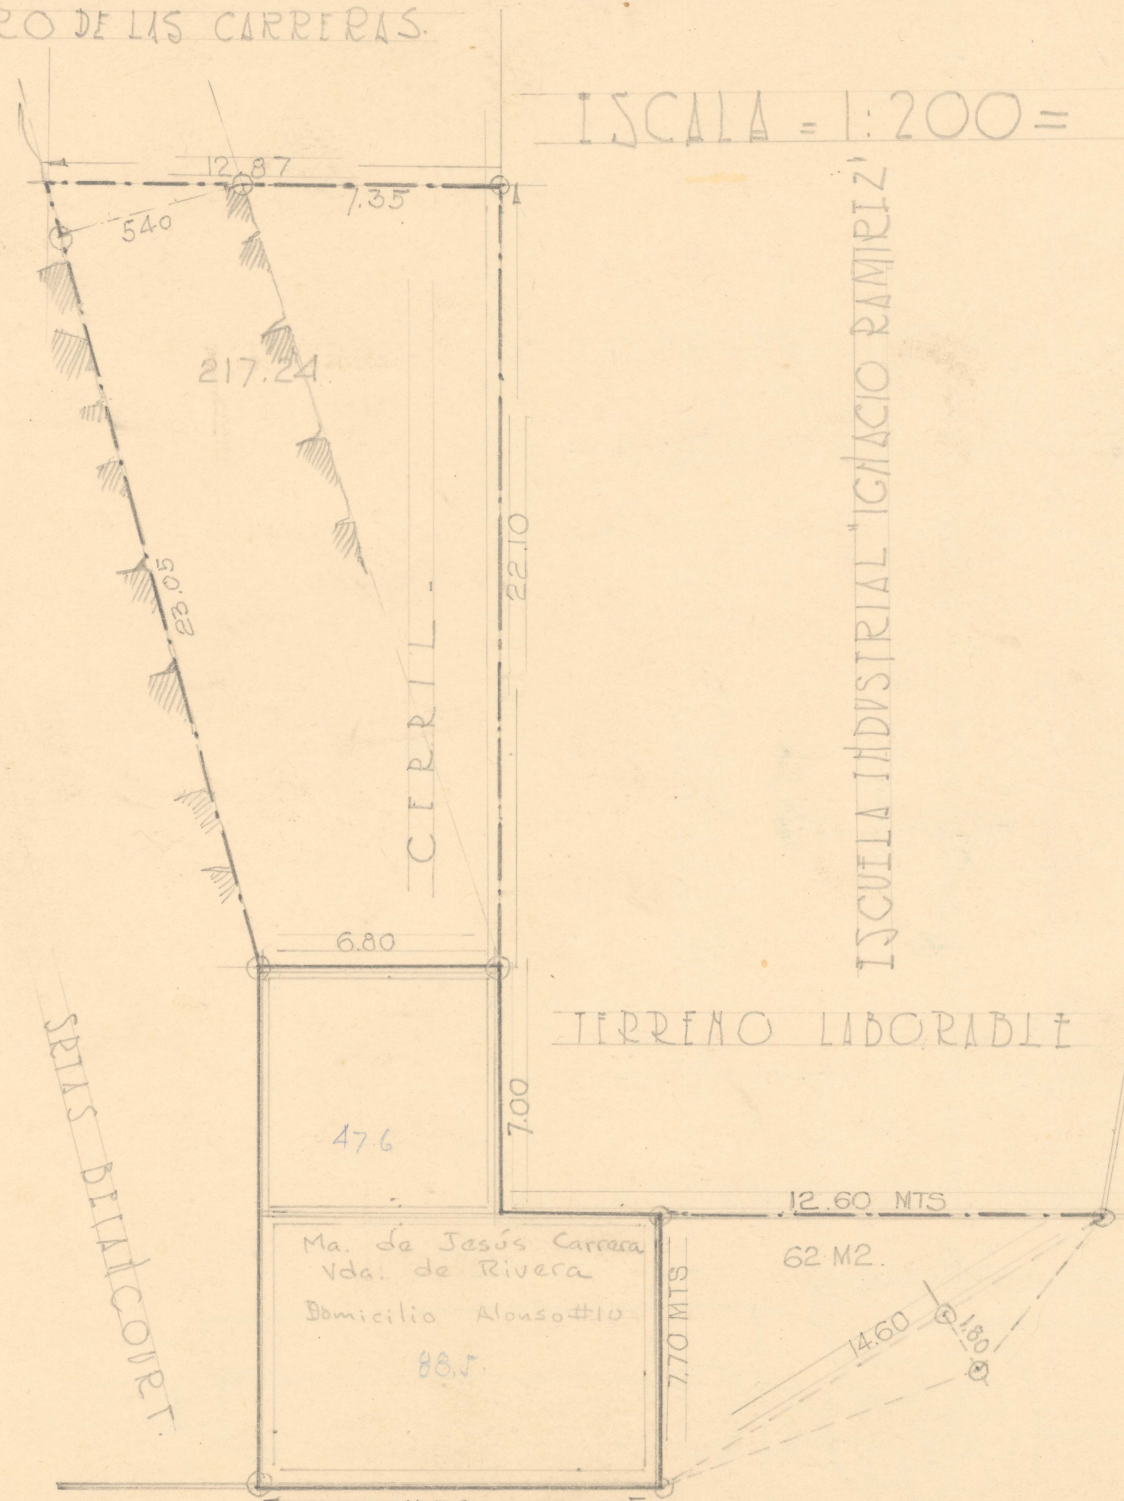 RO DE LAS CARRERAS.
ESCALA = 1:200=
12.87
7.35
540
217.24
22.10
23.05
CERRIL.
ESCUELA INDUSTRIAL "IGNACIO RAMIREZ"
6.80
TERRENO LABORABLE
7.00
47.6
SRTAS BETANCOURT.
12.60 MTS
62 M2.
Ma. de Jesús Carrera
Vda. de Rivera
Domicilio Alonso #10
88.5.
7.70 MTS
14.60
1.80